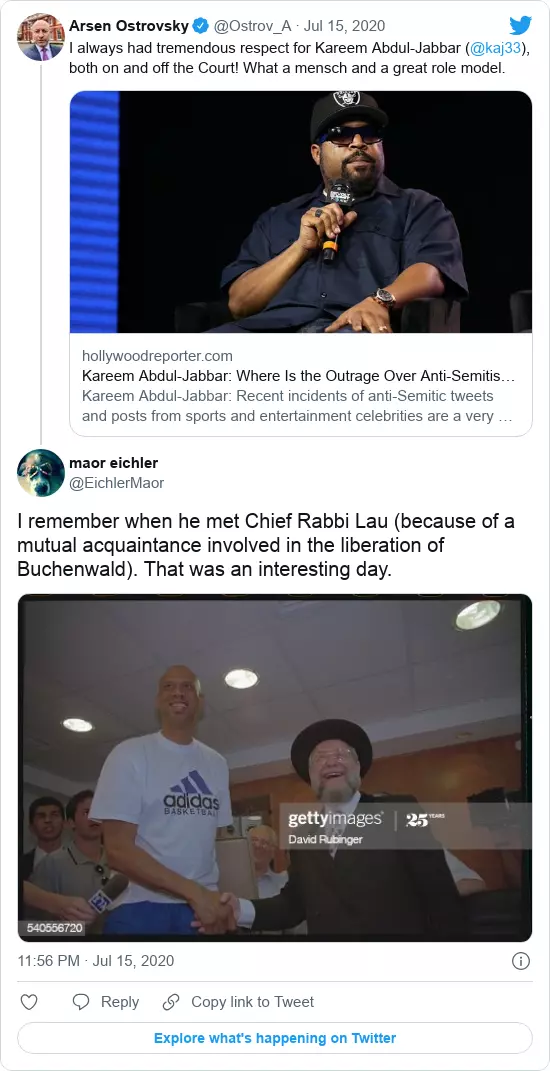 Arsen Ostrovsky @Ostrov_A · Jul 15, 2020
I always had tremendous respect for Kareem Abdul-Jabbar (@kaj33),
both on and off the Court! What a mensch and a great role model.
hollywoodreporter.com
Kareem Abdul-Jabbar: Where Is the Outrage Over Anti-Semitis…
Kareem Abdul-Jabbar: Recent incidents of anti-Semitic tweets
and posts from sports and entertainment celebrities are a very …
maor eichler
@EichlerMaor
I remember when he met Chief Rabbi Lau (because of a
mutual acquaintance involved in the liberation of
Buchenwald). That was an interesting day.
adidas
BASKETBALL
gettyimages® | 25 YEARS
David Rubinger
540556720
11:56 PM · Jul 15, 2020
Reply
Copy link to Tweet
Explore what's happening on Twitter